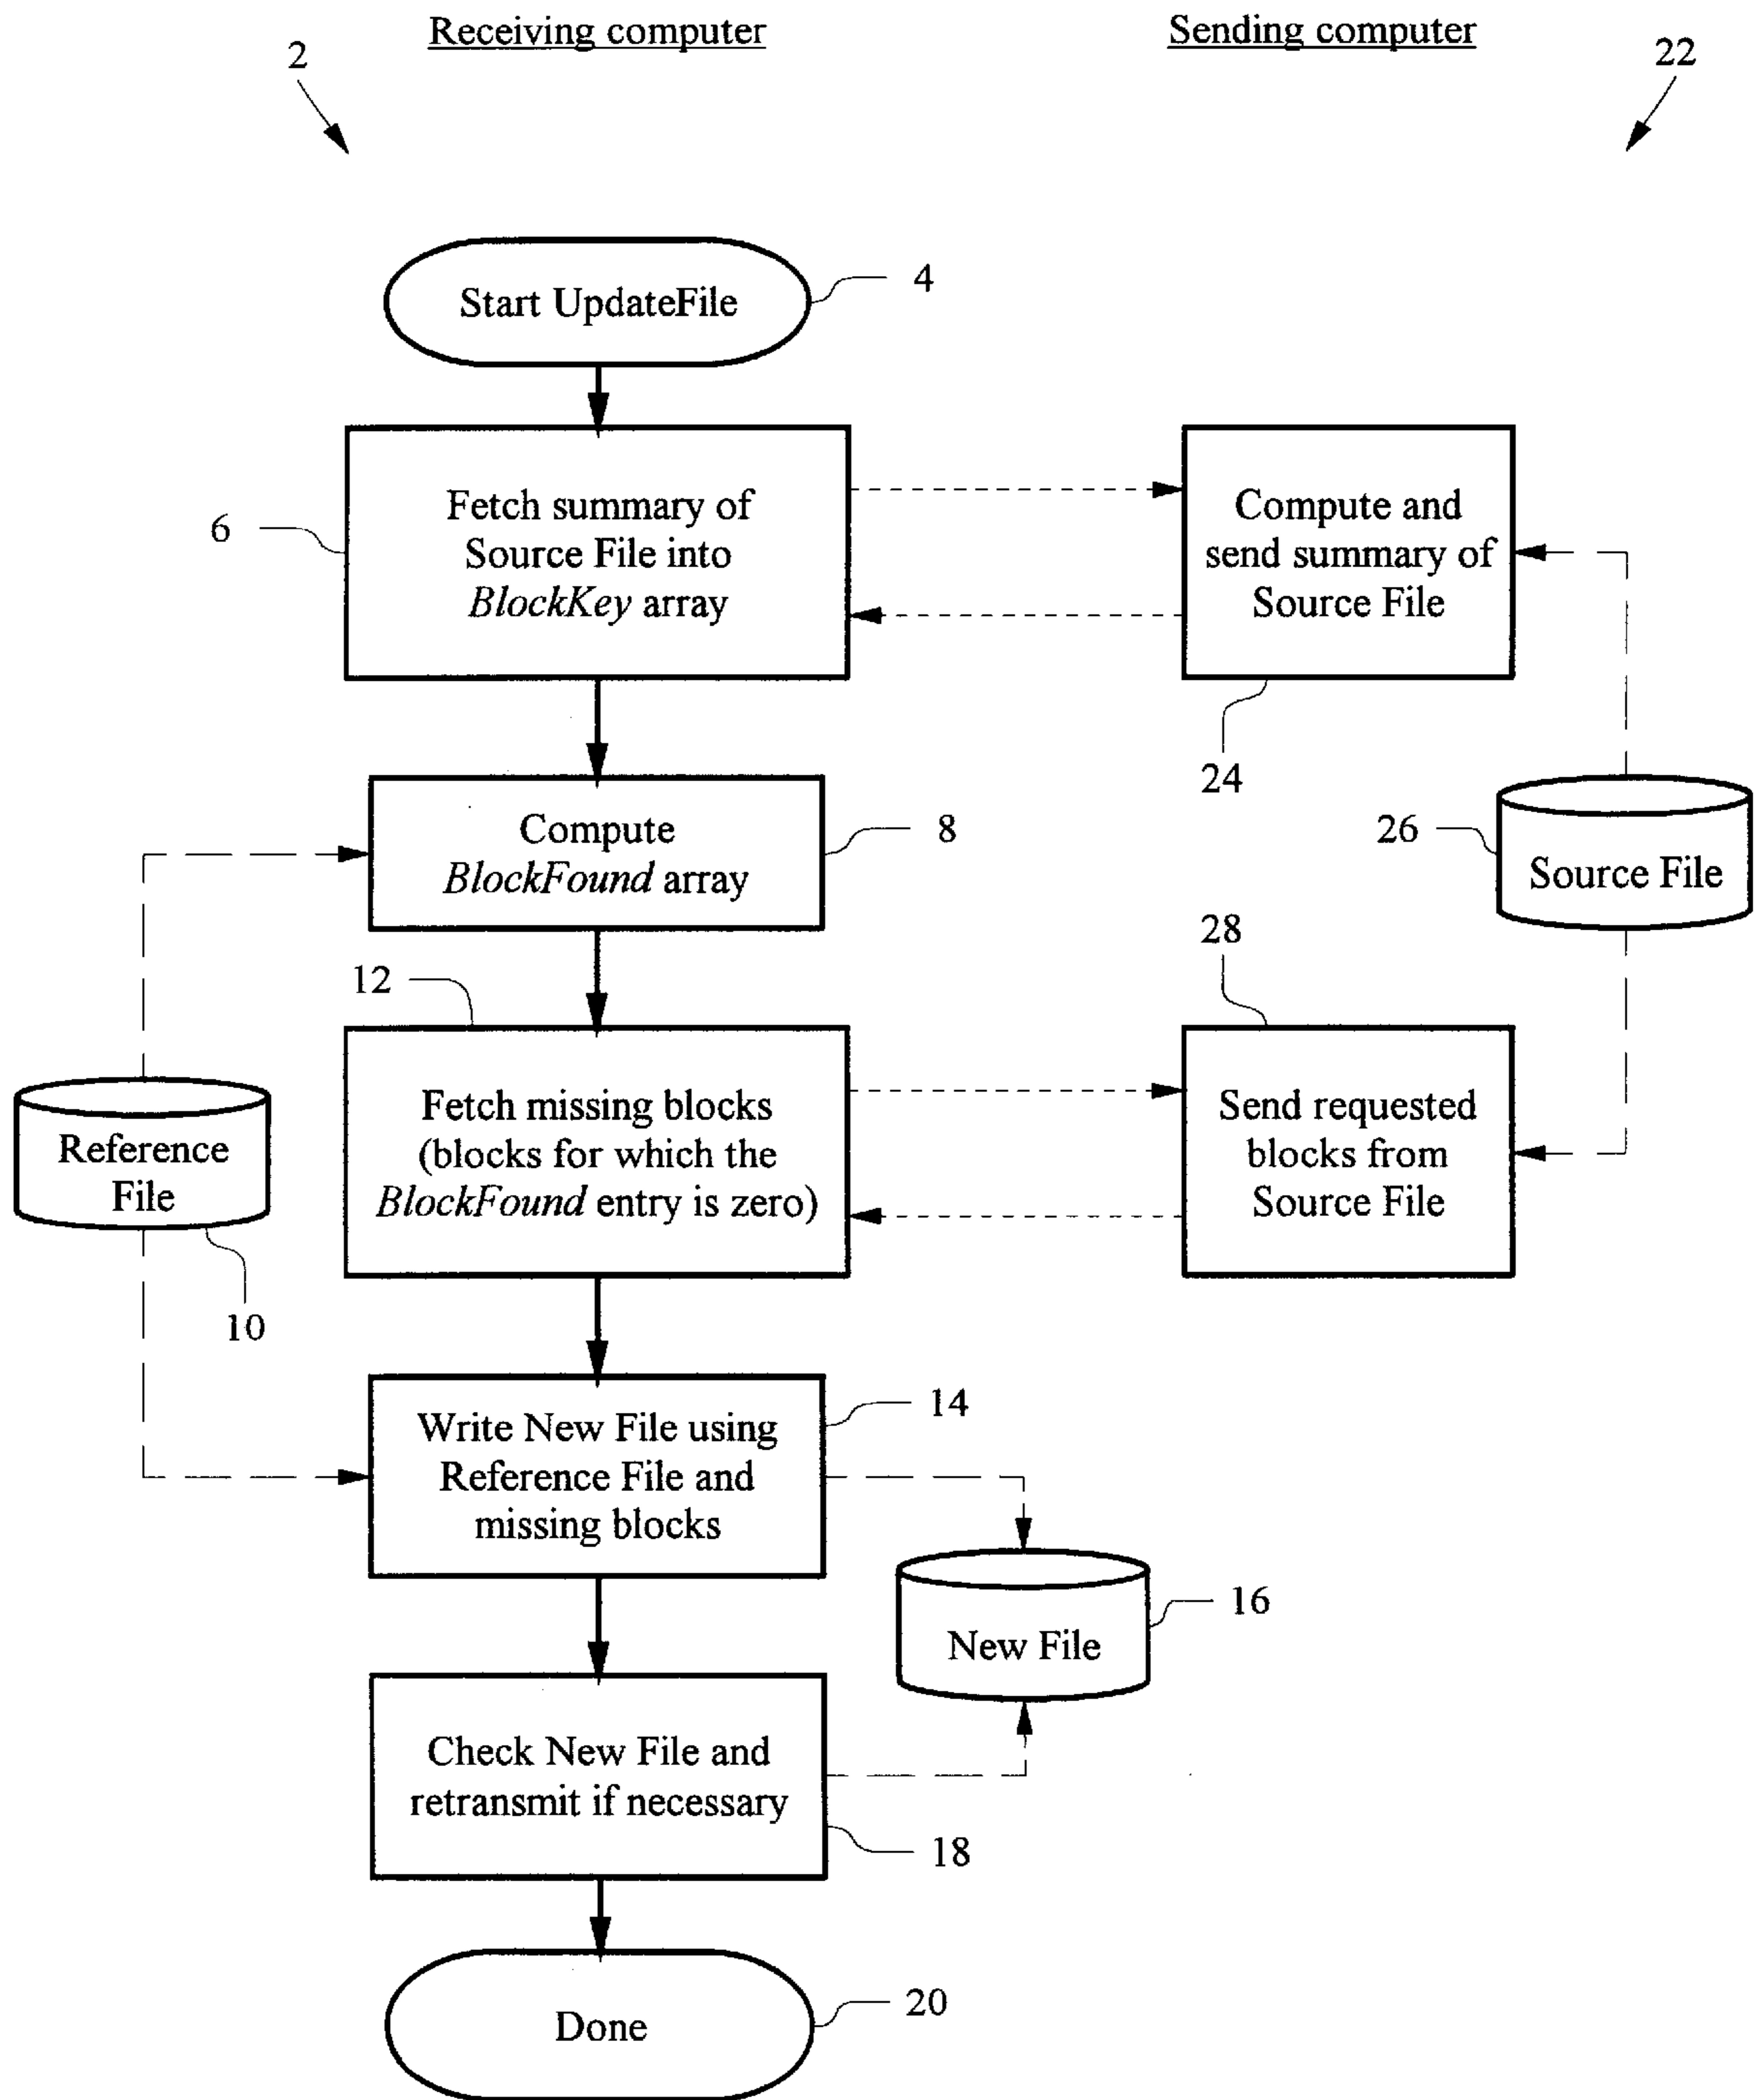 Receiving computer
Sending computer
2
22
Start UpdateFile
4
Fetch summary of
Source File into
BlockKey array
6
Compute and
send summary of
Source File
24
Compute
BlockFound array
8
26
Source File
12
28
Fetch missing blocks
(blocks for which the
BlockFound entry is zero)
Send requested
blocks from
Source File
Reference
File
10
Write New File using
Reference File and
missing blocks
14
New File
16
Check New File and
retransmit if necessary
18
Done
20